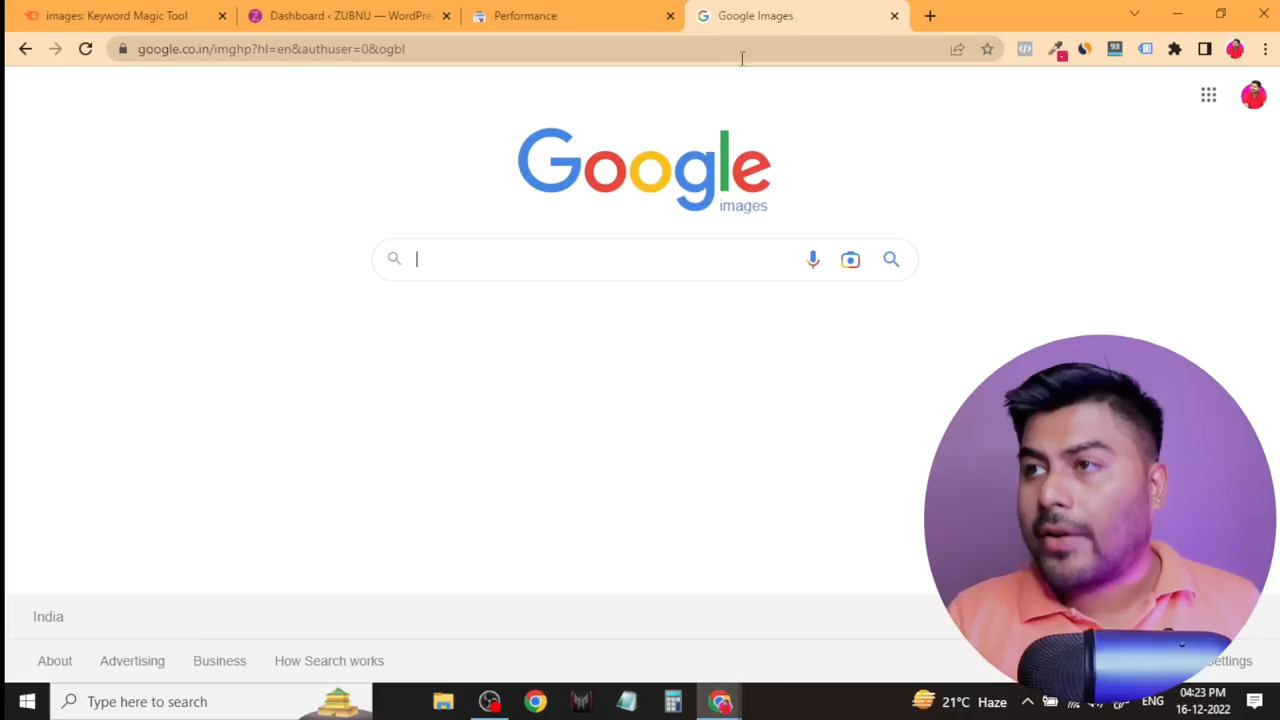 images: Keyword Magic Tool
Dashboard ‹ ZUBNU — WordPre
Performance
Google Images
google.co.in/imghp?hl=en&authuser=0&ogbl
93
Google
images
India
About
Advertising
Business
How Search works
Settings
Type here to search
21°C Haze
ENG
04:23 PM
16-12-2022